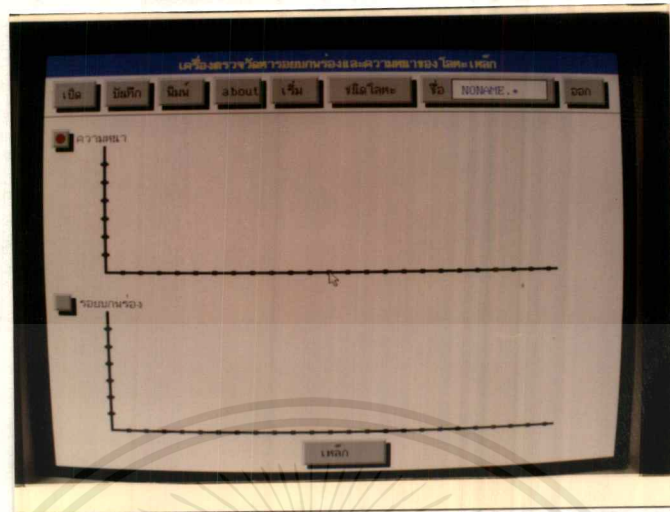 เครื่องตรวจวัดหารอยบกพร่องและความหนาของโลหะเหล็ก
เปิด บันทึก พิมพ์ about เริ่ม ชนิดโลหะ ชื่อ NONAME.* ออก
ความหนา
รอยบกพร่อง
เหล็ก